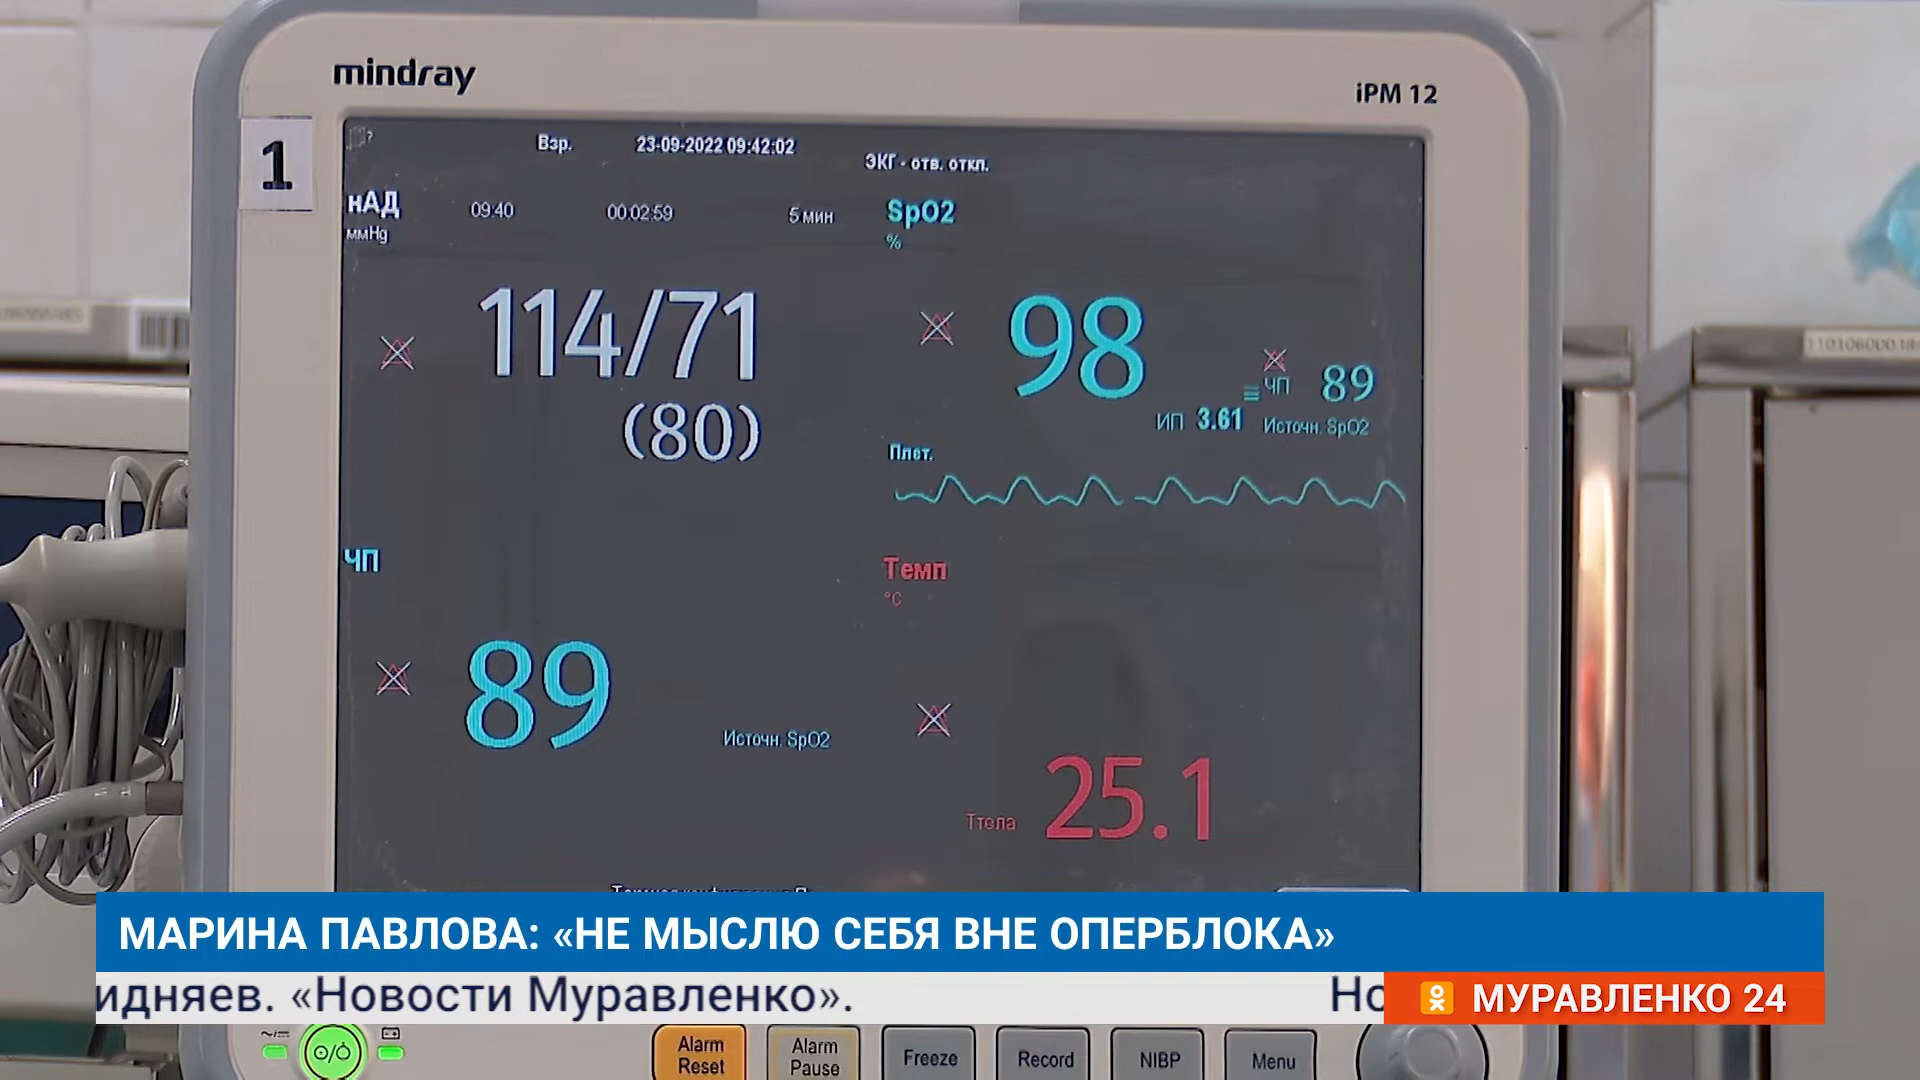 mindray
iPM 12
1
Взр. 23-09-2022 09:42:02
ЭКГ - отв. откл.
нАД 09:40 00:02:59 5 мин
ммHg
SpO2
%
114/71
(80)
98
ЧП 89
ИП 3.61 Источн. SpO2
Плет.
ЧП
89
Источн. SpO2
Темп
°C
Ттела 25.1
МАРИНА ПАВЛОВА: «НЕ МЫСЛЮ СЕБЯ ВНЕ ОПЕРБЛОКА»
идняев. «Новости Муравленко». Но
МУРАВЛЕНКО 24
Alarm Reset
Alarm Pause
Freeze
Record
NIBP
Menu